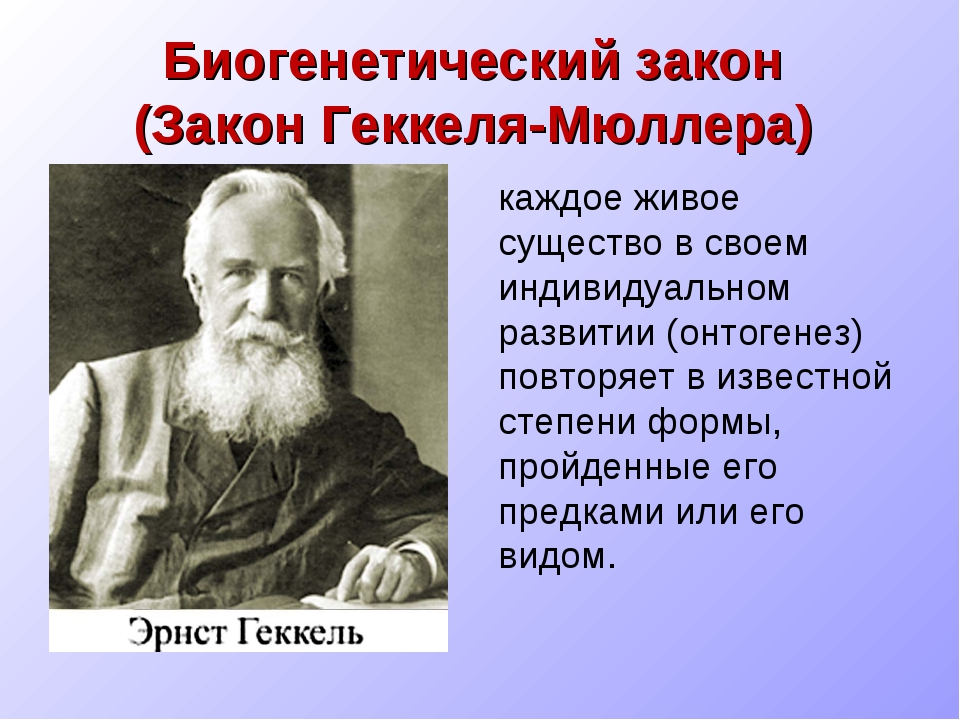 Биогенетический закон
(Закон Геккеля-Мюллера)
каждое живое
существо в своем
индивидуальном
развитии (онтогенез)
повторяет в известной
степени формы,
пройденные его
предками или его
видом.
Эрнст Геккель